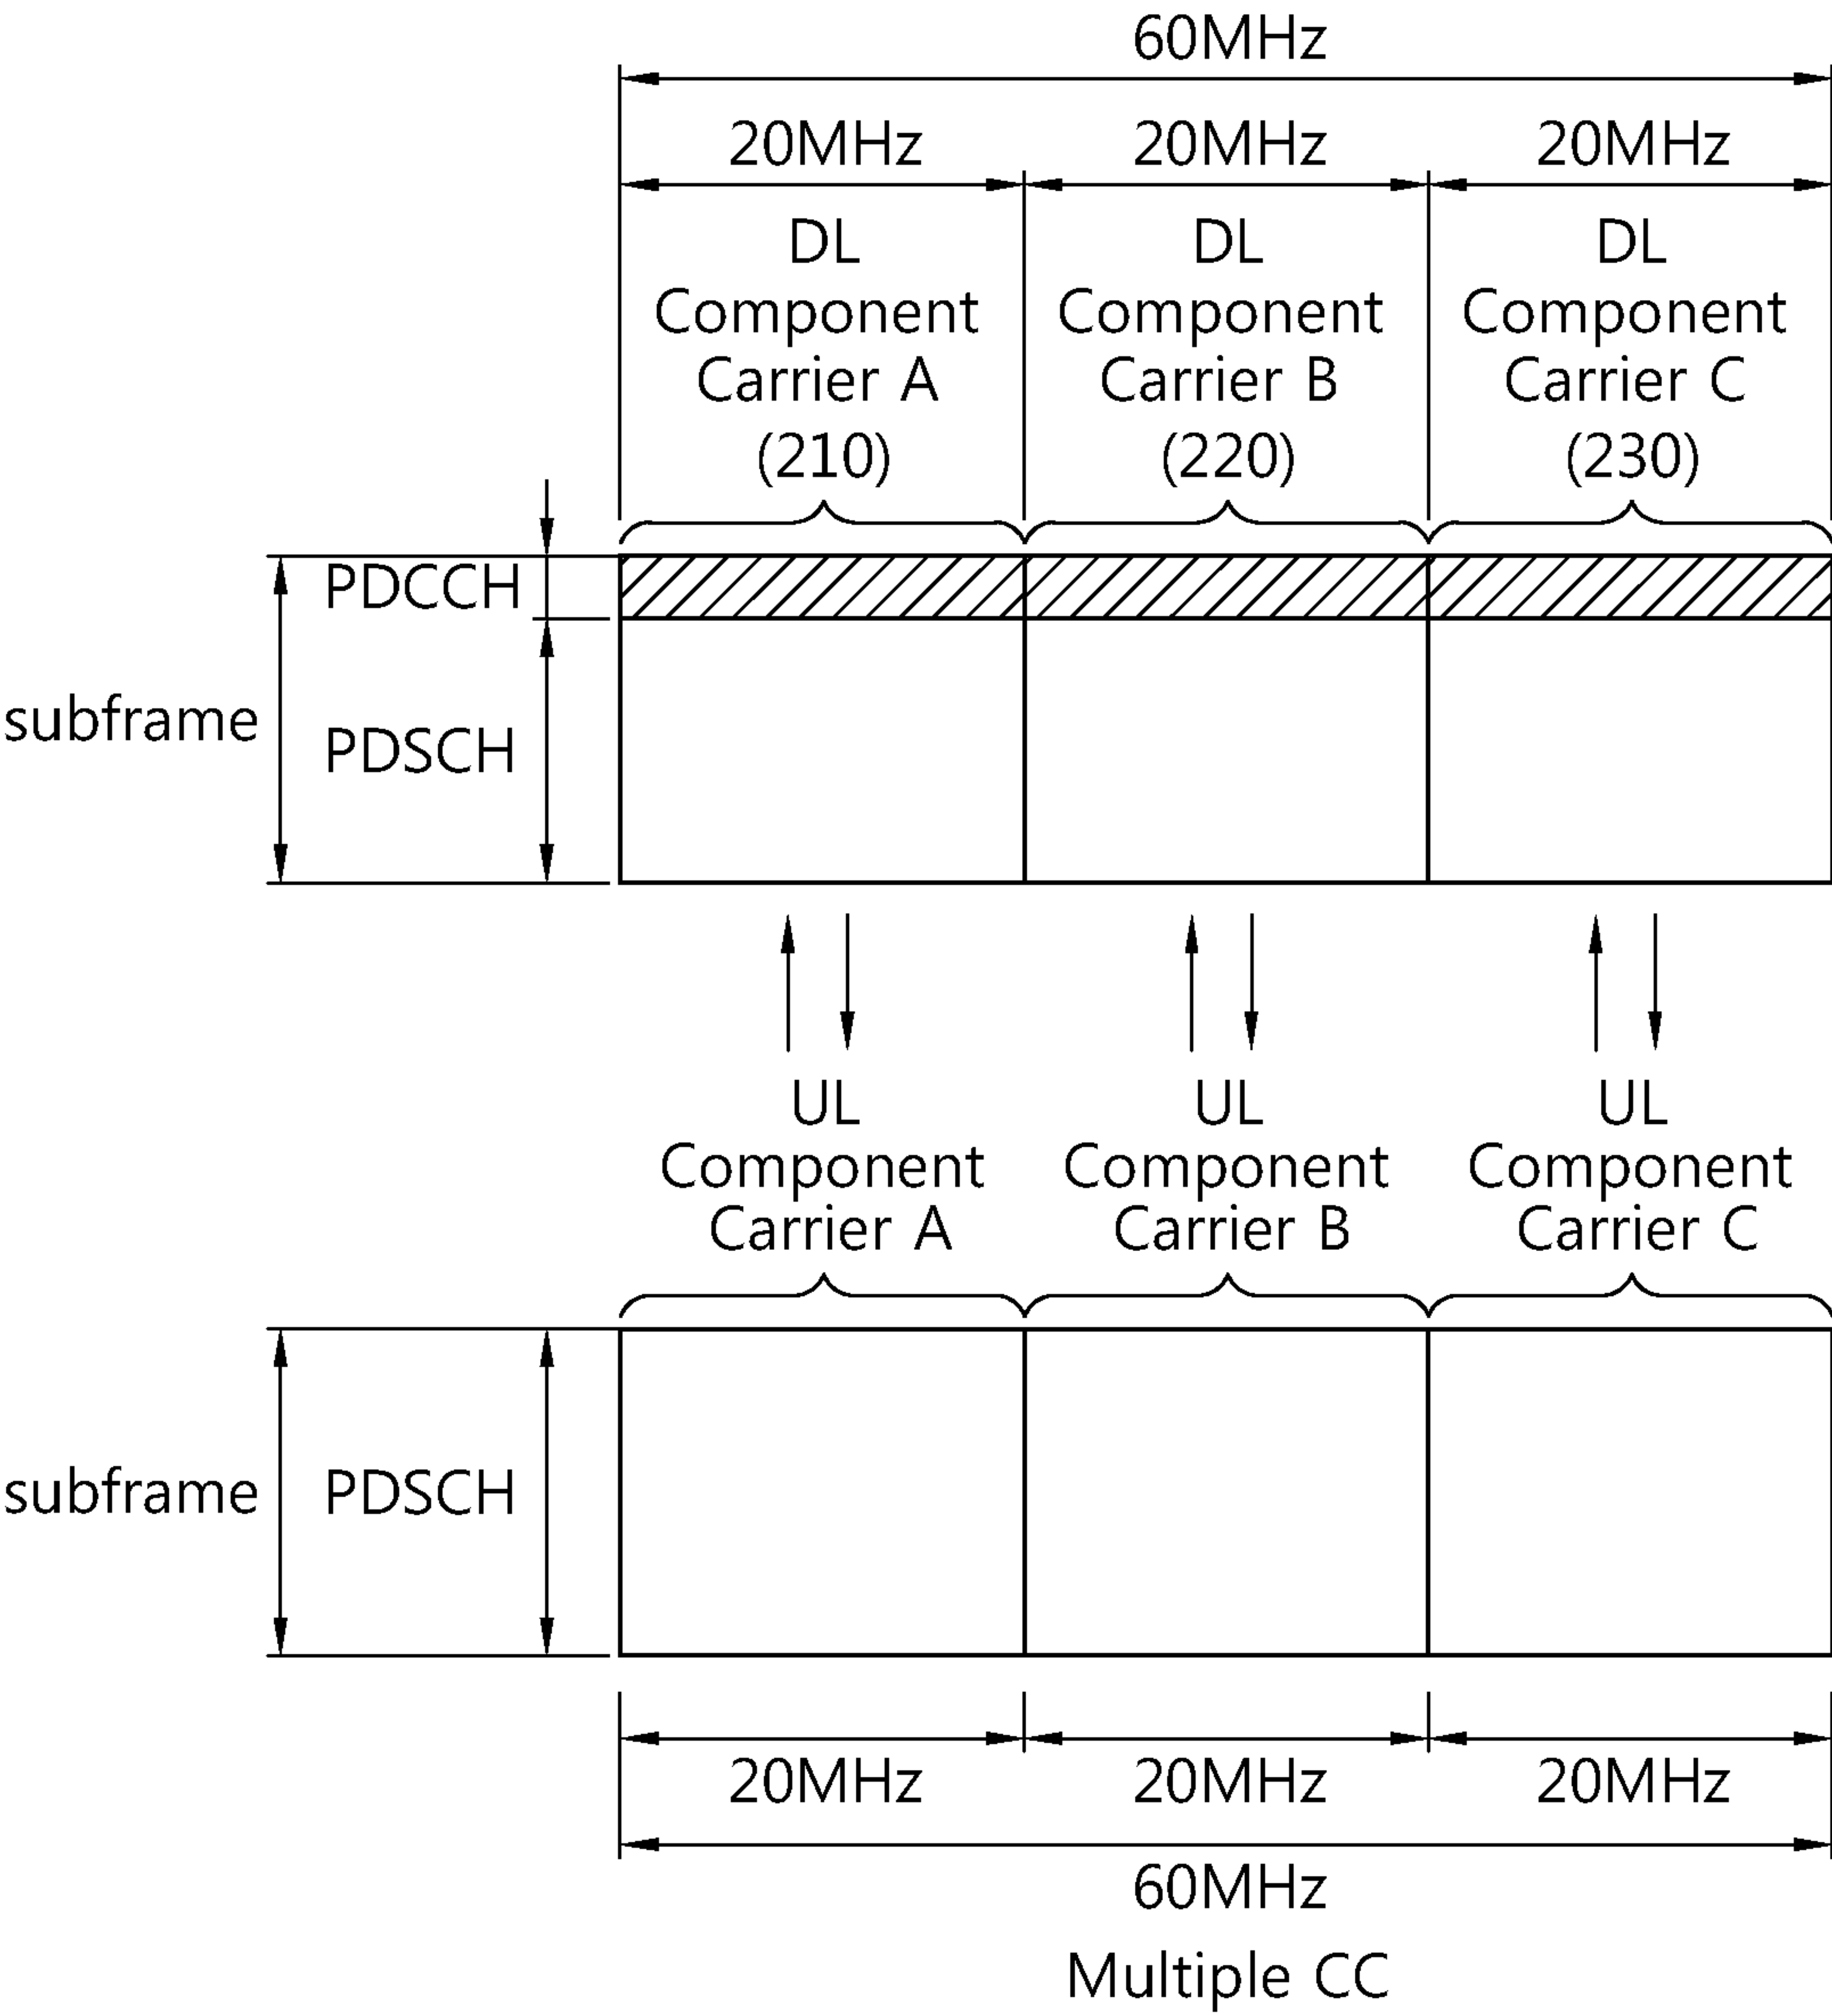 60MHz
20MHz 20MHz 20MHz
DL DL DL
Component Component Component
Carrier A Carrier B Carrier C
(210) (220) (230)
PDCCH
subframe
PDSCH
UL UL UL
Component Component Component
Carrier A Carrier B Carrier C
subframe PDSCH
20MHz 20MHz 20MHz
60MHz
Multiple CC